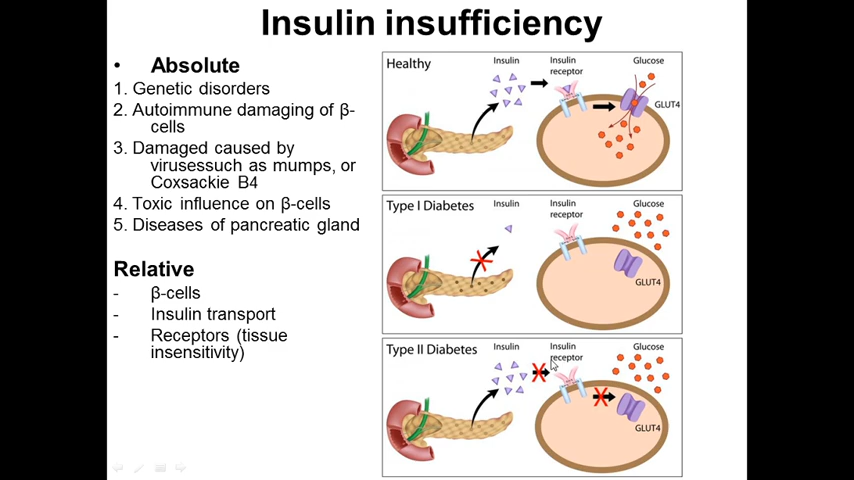 Insulin insufficiency
• Absolute
1. Genetic disorders
2. Autoimmune damaging of β-
cells
3. Damaged caused by
virusessuch as mumps, or
Coxsackie B4
4. Toxic influence on β-cells
5. Diseases of pancreatic gland
Relative
- β-cells
- Insulin transport
- Receptors (tissue
insensitivity)
Healthy
Insulin
Insulin
receptor
Glucose
GLUT4
Type I Diabetes
Insulin
Insulin
receptor
Glucose
GLUT4
Type II Diabetes
Insulin
Insulin
receptor
Glucose
GLUT4